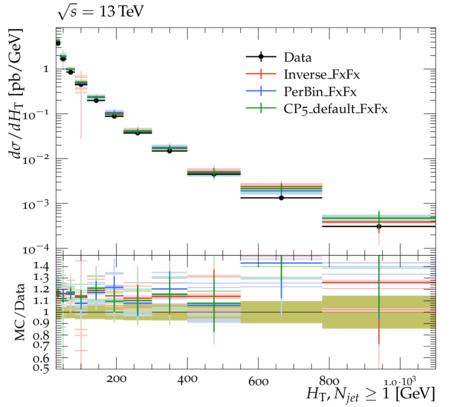 √s = 13 TeV
dσ/dH_T [pb/GeV]
1
10^−1
10^−2
10^−3
10^−4
Data
Inverse_FxFx
PerBin_FxFx
CP5_default_FxFx
MC/Data
1.4
1.3
1.2
1.1
1
0.9
0.8
0.7
0.6
0.5
200 400 600 800 1.0·10^3
H_T, N_jet ≥ 1 [GeV]